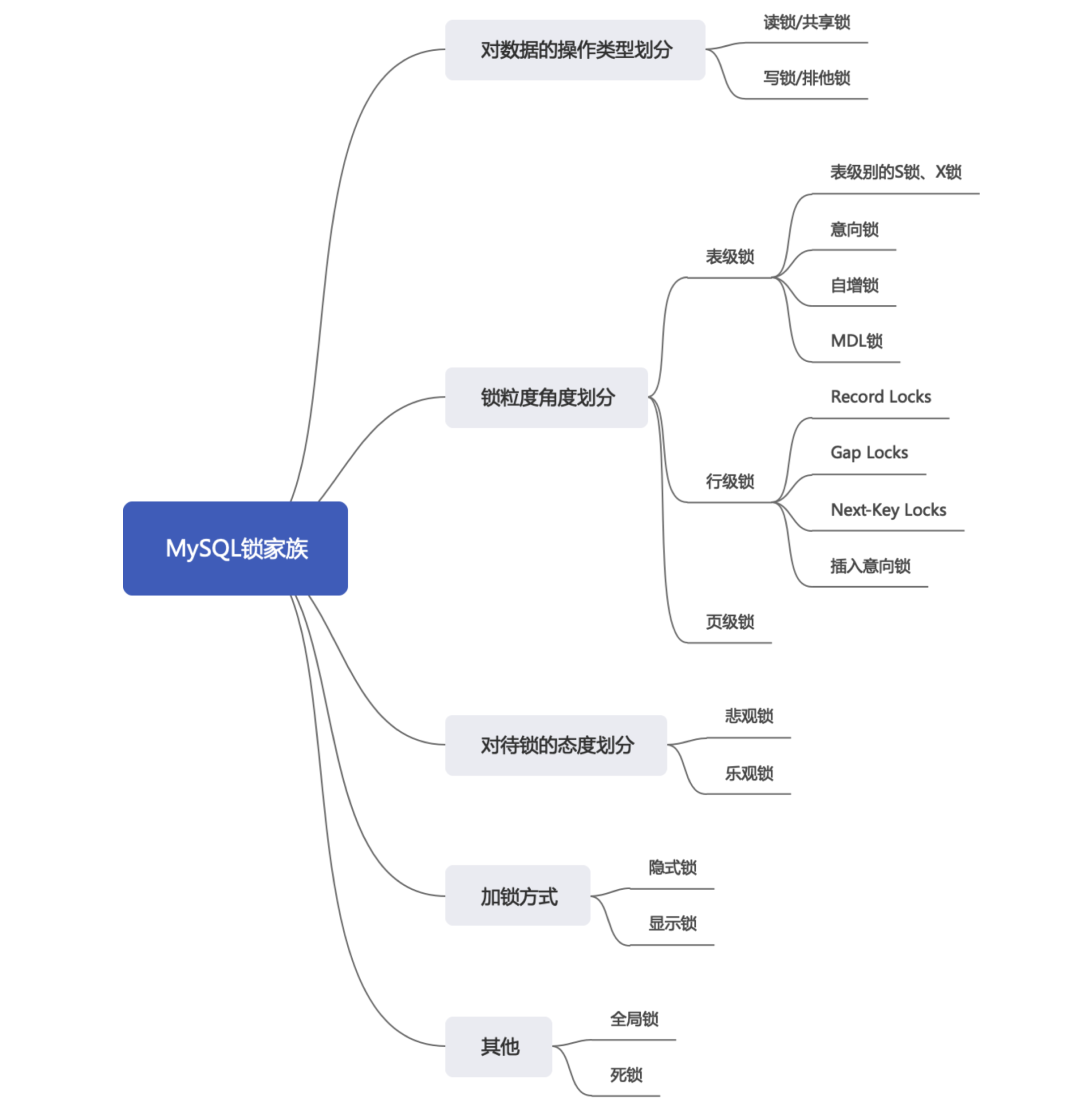 MySQL锁家族
对数据的操作类型划分
读锁/共享锁
写锁/排他锁
锁粒度角度划分
表级锁
表级别的S锁、X锁
意向锁
自增锁
MDL锁
行级锁
Record Locks
Gap Locks
Next-Key Locks
插入意向锁
页级锁
对待锁的态度划分
悲观锁
乐观锁
加锁方式
隐式锁
显示锁
其他
全局锁
死锁